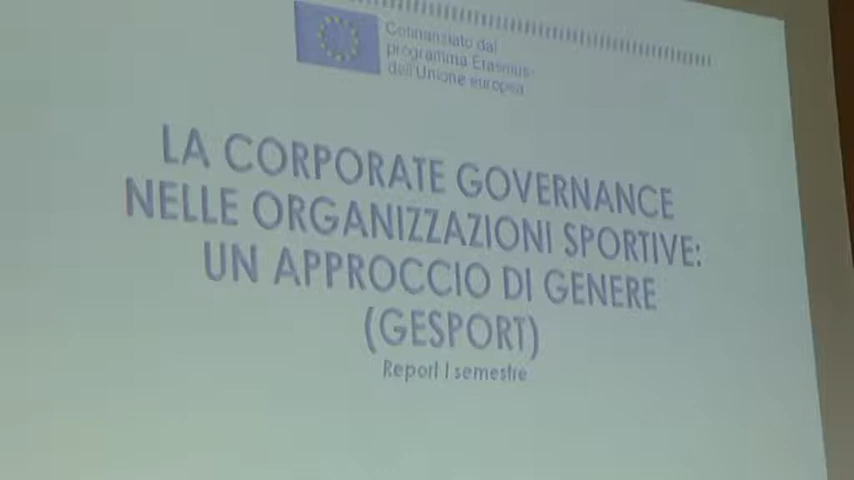 Cofinanziato dal
programma Erasmus+
dell'Unione europea
LA CORPORATE GOVERNANCE
NELLE ORGANIZZAZIONI SPORTIVE:
UN APPROCCIO DI GENERE
(GESPORT)
Report I semestre